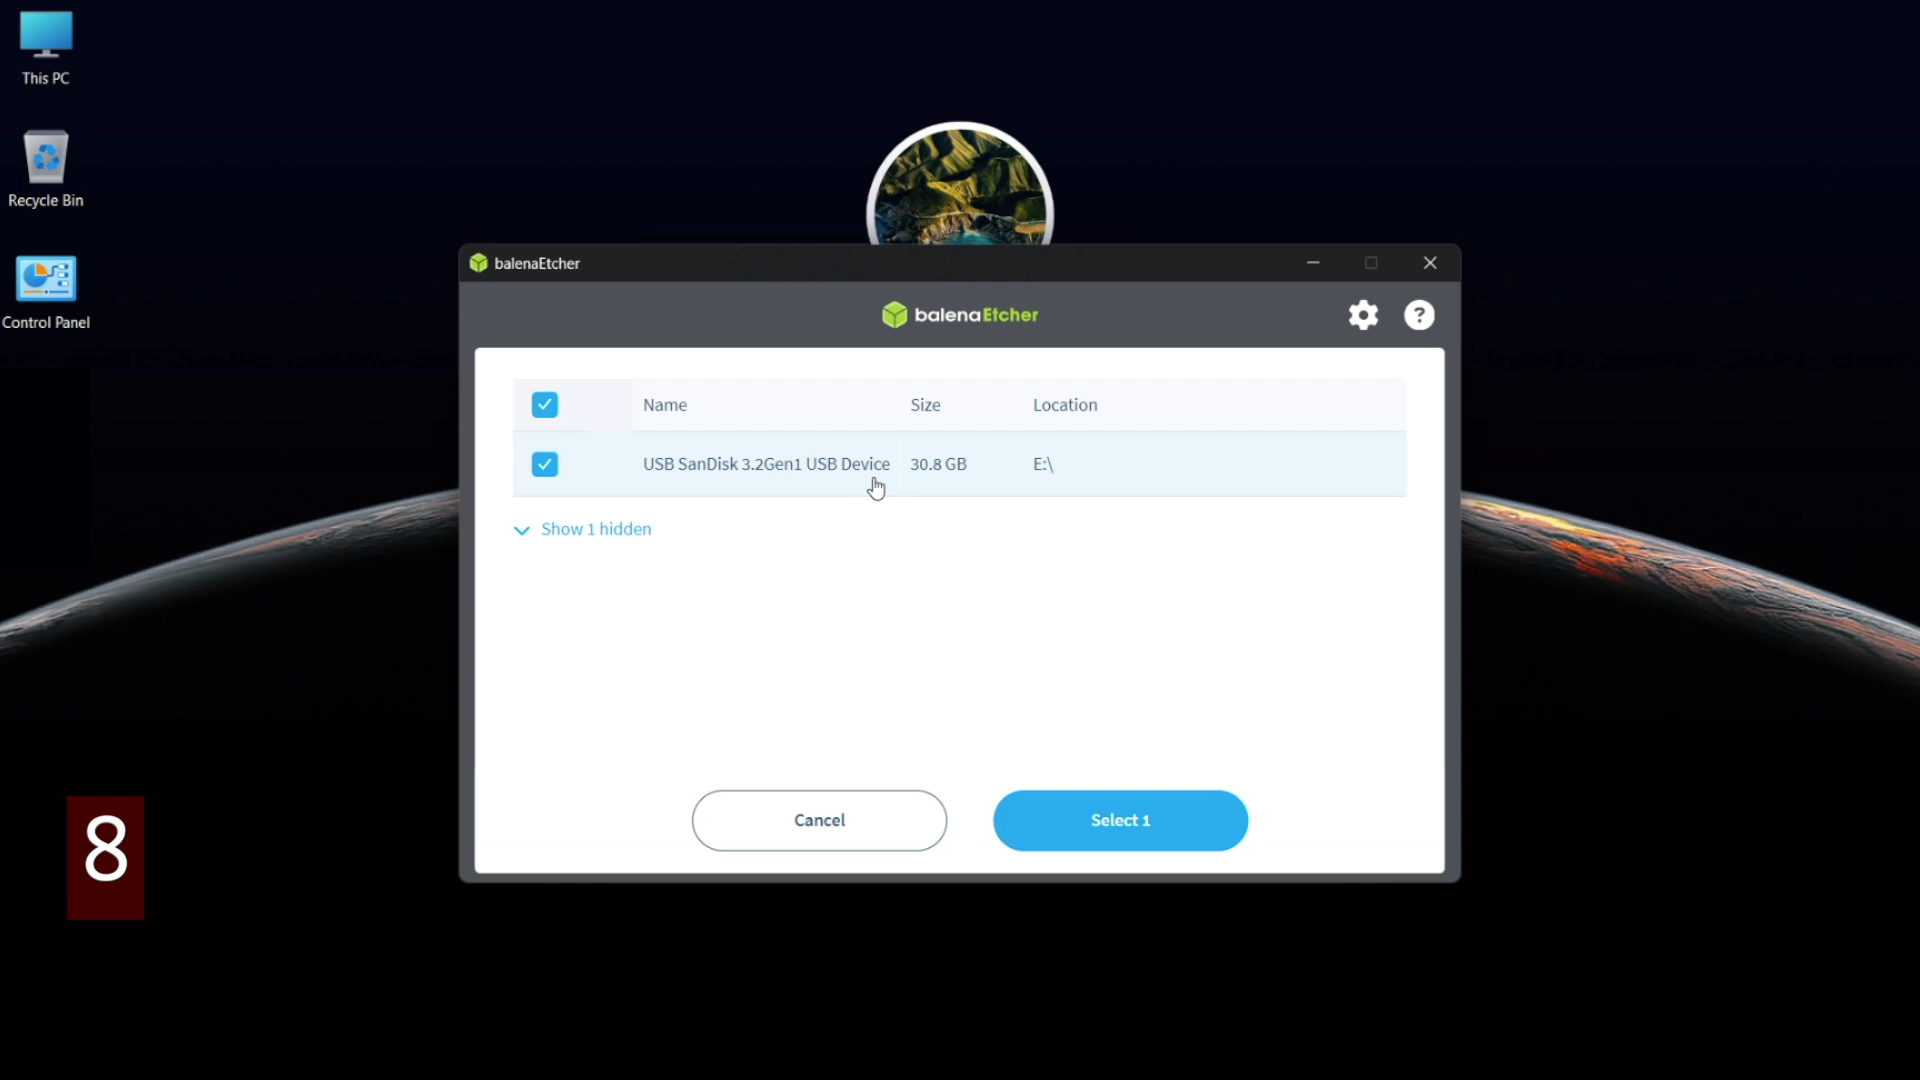 This PC
Recycle Bin
Control Panel
balenaEtcher
balenaEtcher
?
Name Size Location
USB SanDisk 3.2Gen1 USB Device 30.8 GB E:\
Show 1 hidden
Cancel Select 1
8